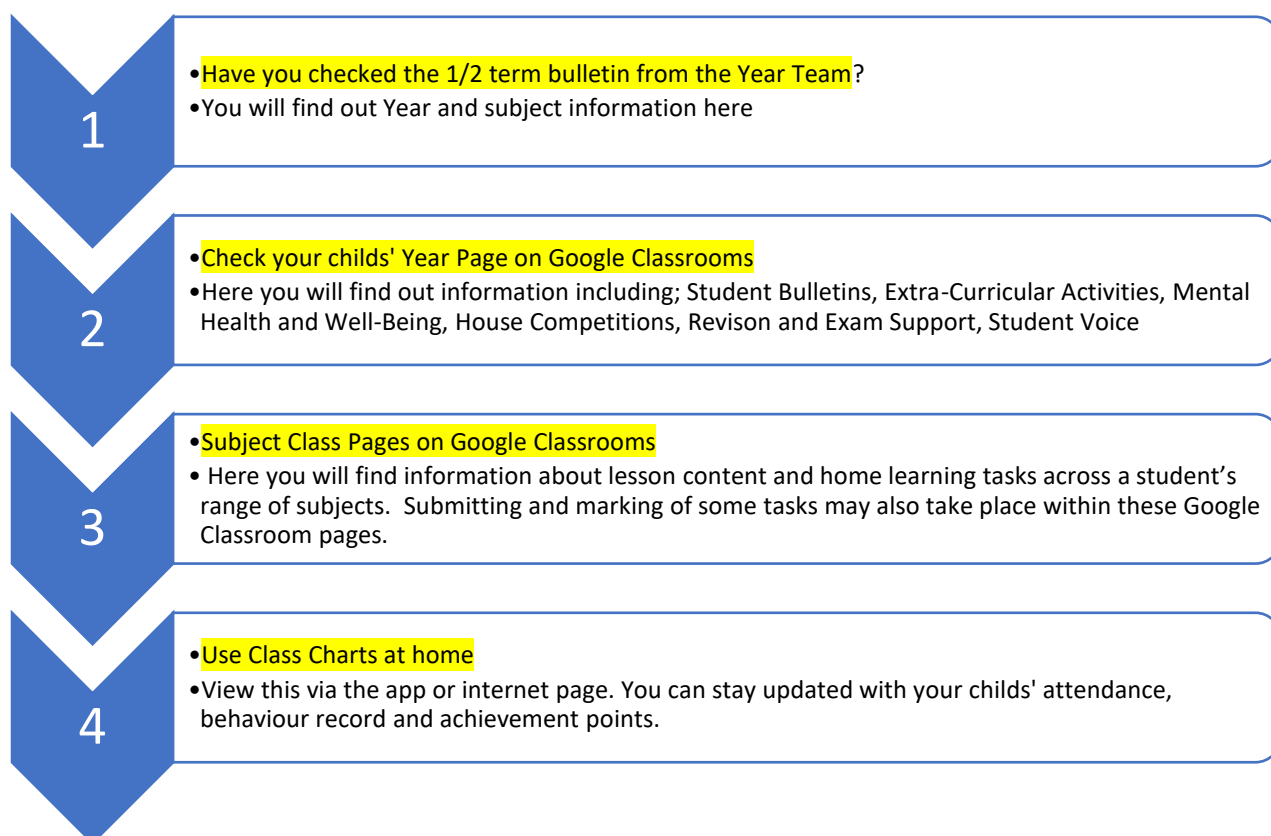 1
•Have you checked the 1/2 term bulletin from the Year Team?
•You will find out Year and subject information here
2
•Check your childs' Year Page on Google Classrooms
•Here you will find out information including; Student Bulletins, Extra-Curricular Activities, Mental
Health and Well-Being, House Competitions, Revison and Exam Support, Student Voice
3
•Subject Class Pages on Google Classrooms
• Here you will find information about lesson content and home learning tasks across a student’s
range of subjects.  Submitting and marking of some tasks may also take place within these Google
Classroom pages.
4
•Use Class Charts at home
•View this via the app or internet page. You can stay updated with your childs' attendance,
behaviour record and achievement points.